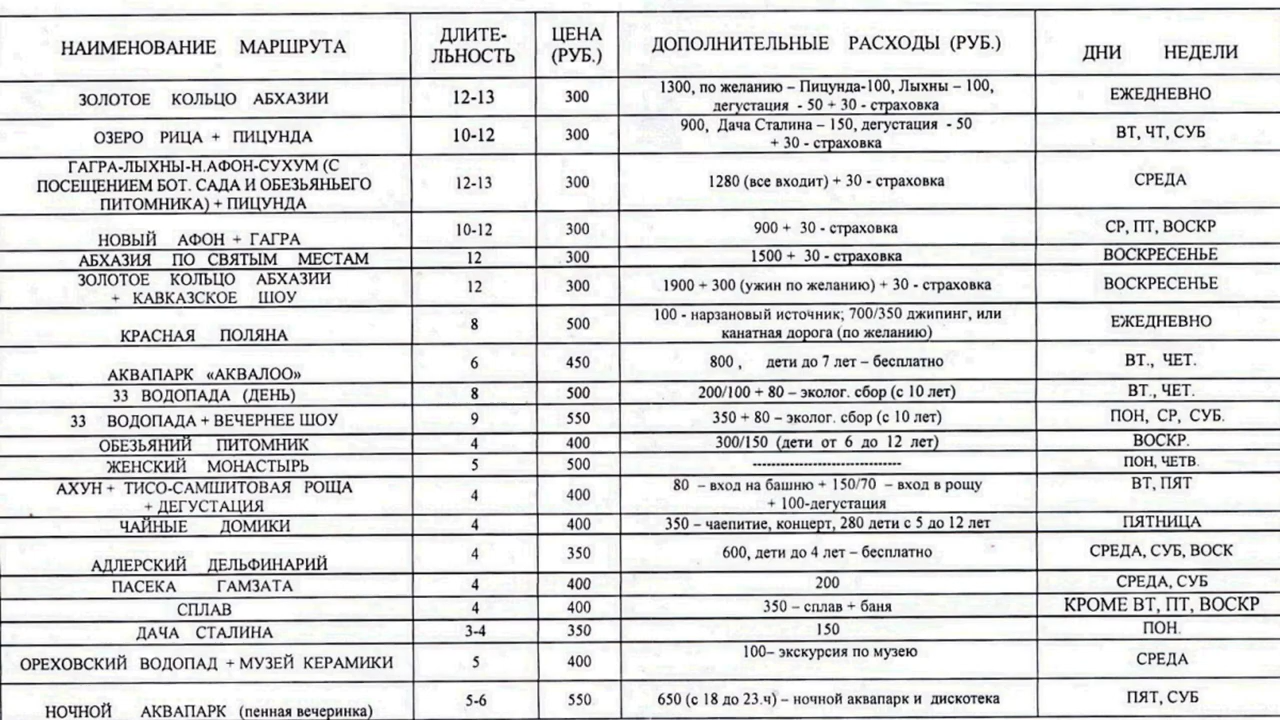 НАИМЕНОВАНИЕ МАРШРУТА ДЛИТЕ-ЛЬНОСТЬ ЦЕНА (РУБ.) ДОПОЛНИТЕЛЬНЫЕ РАСХОДЫ (РУБ.) ДНИ НЕДЕЛИ
ЗОЛОТОЕ КОЛЬЦО АБХАЗИИ 12-13 300 1300, по желанию – Пицунда-100, Лыхны – 100, дегустация - 50 + 30 - страховка ЕЖЕДНЕВНО
ОЗЕРО РИЦА + ПИЦУНДА 10-12 300 900, Дача Сталина – 150, дегустация - 50 + 30 - страховка ВТ, ЧТ, СУБ
ГАГРА-ЛЫХНЫ-Н.АФОН-СУХУМ (С ПОСЕЩЕНИЕМ БОТ. САДА И ОБЕЗЬЯНЬЕГО ПИТОМНИКА) + ПИЦУНДА 12-13 300 1280 (все входит) + 30 - страховка СРЕДА
НОВЫЙ АФОН + ГАГРА 10-12 300 900 + 30 - страховка СР, ПТ, ВОСКР
АБХАЗИЯ ПО СВЯТЫМ МЕСТАМ 12 300 1500 + 30 - страховка ВОСКРЕСЕНЬЕ
ЗОЛОТОЕ КОЛЬЦО АБХАЗИИ + КАВКАЗСКОЕ ШОУ 12 300 1900 + 300 (ужин по желанию) + 30 - страховка ВОСКРЕСЕНЬЕ
КРАСНАЯ ПОЛЯНА 8 500 100 - нарзановый источник; 700/350 джипинг, или канатная дорога (по желанию) ЕЖЕДНЕВНО
АКВАПАРК «АКВАЛОО» 6 450 800 , дети до 7 лет – бесплатно ВТ., ЧЕТ.
33 ВОДОПАДА (ДЕНЬ) 8 500 200/100 + 80 – эколог. сбор (с 10 лет) ВТ., ЧЕТ.
33 ВОДОПАДА + ВЕЧЕРНЕЕ ШОУ 9 550 350 + 80 – эколог. сбор (с 10 лет) ПОН, СР, СУБ.
ОБЕЗЬЯНИЙ ПИТОМНИК 4 400 300/150 (дети от 6 до 12 лет) ВОСКР.
ЖЕНСКИЙ МОНАСТЫРЬ 5 500 ------------------------------- ПОН, ЧЕТВ.
АХУН + ТИСО-САМШИТОВАЯ РОЩА + ДЕГУСТАЦИЯ 4 400 80 – вход на башню + 150/70 – вход в рощу + 100-дегустация ВТ, ПЯТ
ЧАЙНЫЕ ДОМИКИ 4 400 350 – чаепитие, концерт, 280 дети с 5 до 12 лет ПЯТНИЦА
АДЛЕРСКИЙ ДЕЛЬФИНАРИЙ 4 350 600, дети до 4 лет – бесплатно СРЕДА, СУБ, ВОСК
ПАСЕКА ГАМЗАТА 4 400 200 СРЕДА, СУБ
СПЛАВ 4 400 350 – сплав + баня КРОМЕ ВТ, ПТ, ВОСКР
ДАЧА СТАЛИНА 3-4 350 150 ПОН.
ОРЕХОВСКИЙ ВОДОПАД + МУЗЕЙ КЕРАМИКИ 5 400 100– экскурсия по музею СРЕДА
НОЧНОЙ АКВАПАРК (пенная вечеринка) 5-6 550 650 (с 18 до 23.ч) – ночной аквапарк и дискотека ПЯТ, СУБ